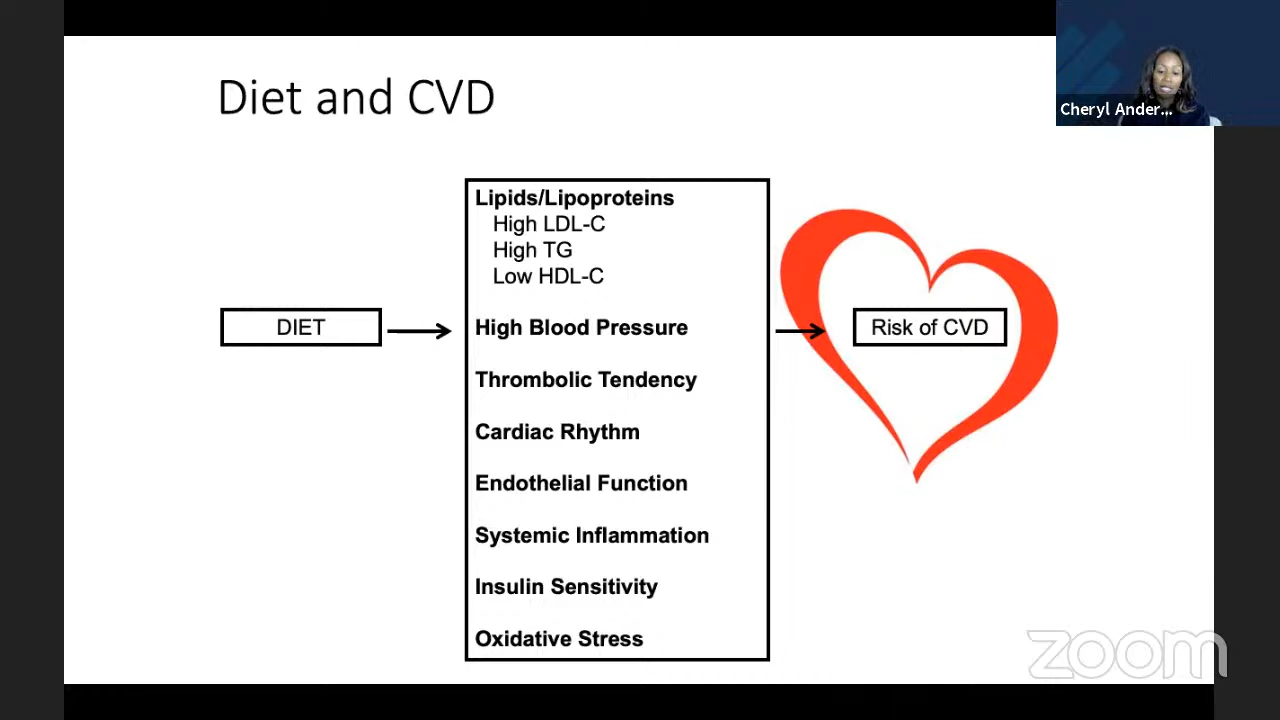 Diet and CVD
Cheryl Ander...
Lipids/Lipoproteins
High LDL-C
High TG
Low HDL-C
DIET
High Blood Pressure
Risk of CVD
Thrombolic Tendency
Cardiac Rhythm
Endothelial Function
Systemic Inflammation
Insulin Sensitivity
Oxidative Stress
zoom